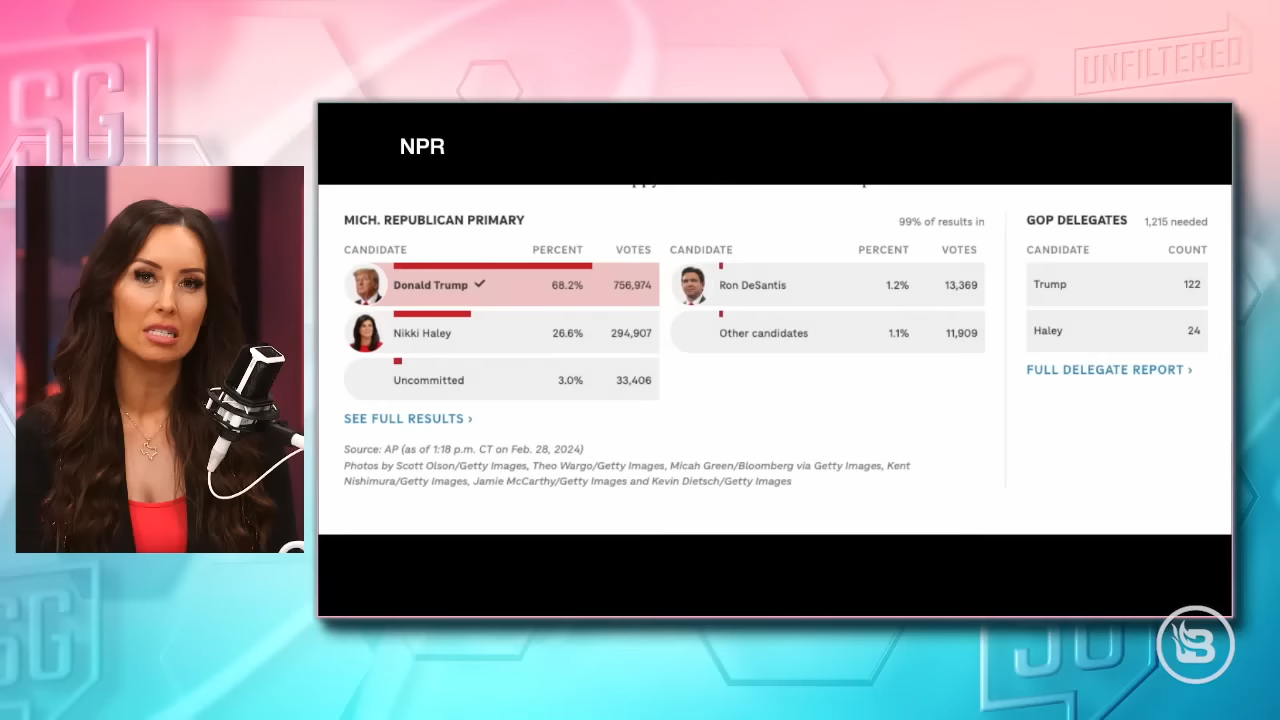 SG
UNFILTERED
NPR
MICH. REPUBLICAN PRIMARY
99% of results in
CANDIDATE PERCENT VOTES
Donald Trump ✓ 68.2% 756,974
Nikki Haley 26.6% 294,907
Uncommitted 3.0% 33,406
CANDIDATE PERCENT VOTES
Ron DeSantis 1.2% 13,369
Other candidates 1.1% 11,909
SEE FULL RESULTS ›
Source: AP (as of 1:18 p.m. CT on Feb. 28, 2024)
Photos by Scott Olson/Getty Images, Theo Wargo/Getty Images, Micah Green/Bloomberg via Getty Images, Kent
Nishimura/Getty Images, Jamie McCarthy/Getty Images and Kevin Dietsch/Getty Images
GOP DELEGATES 1,215 needed
CANDIDATE COUNT
Trump 122
Haley 24
FULL DELEGATE REPORT ›
SG
SG
B